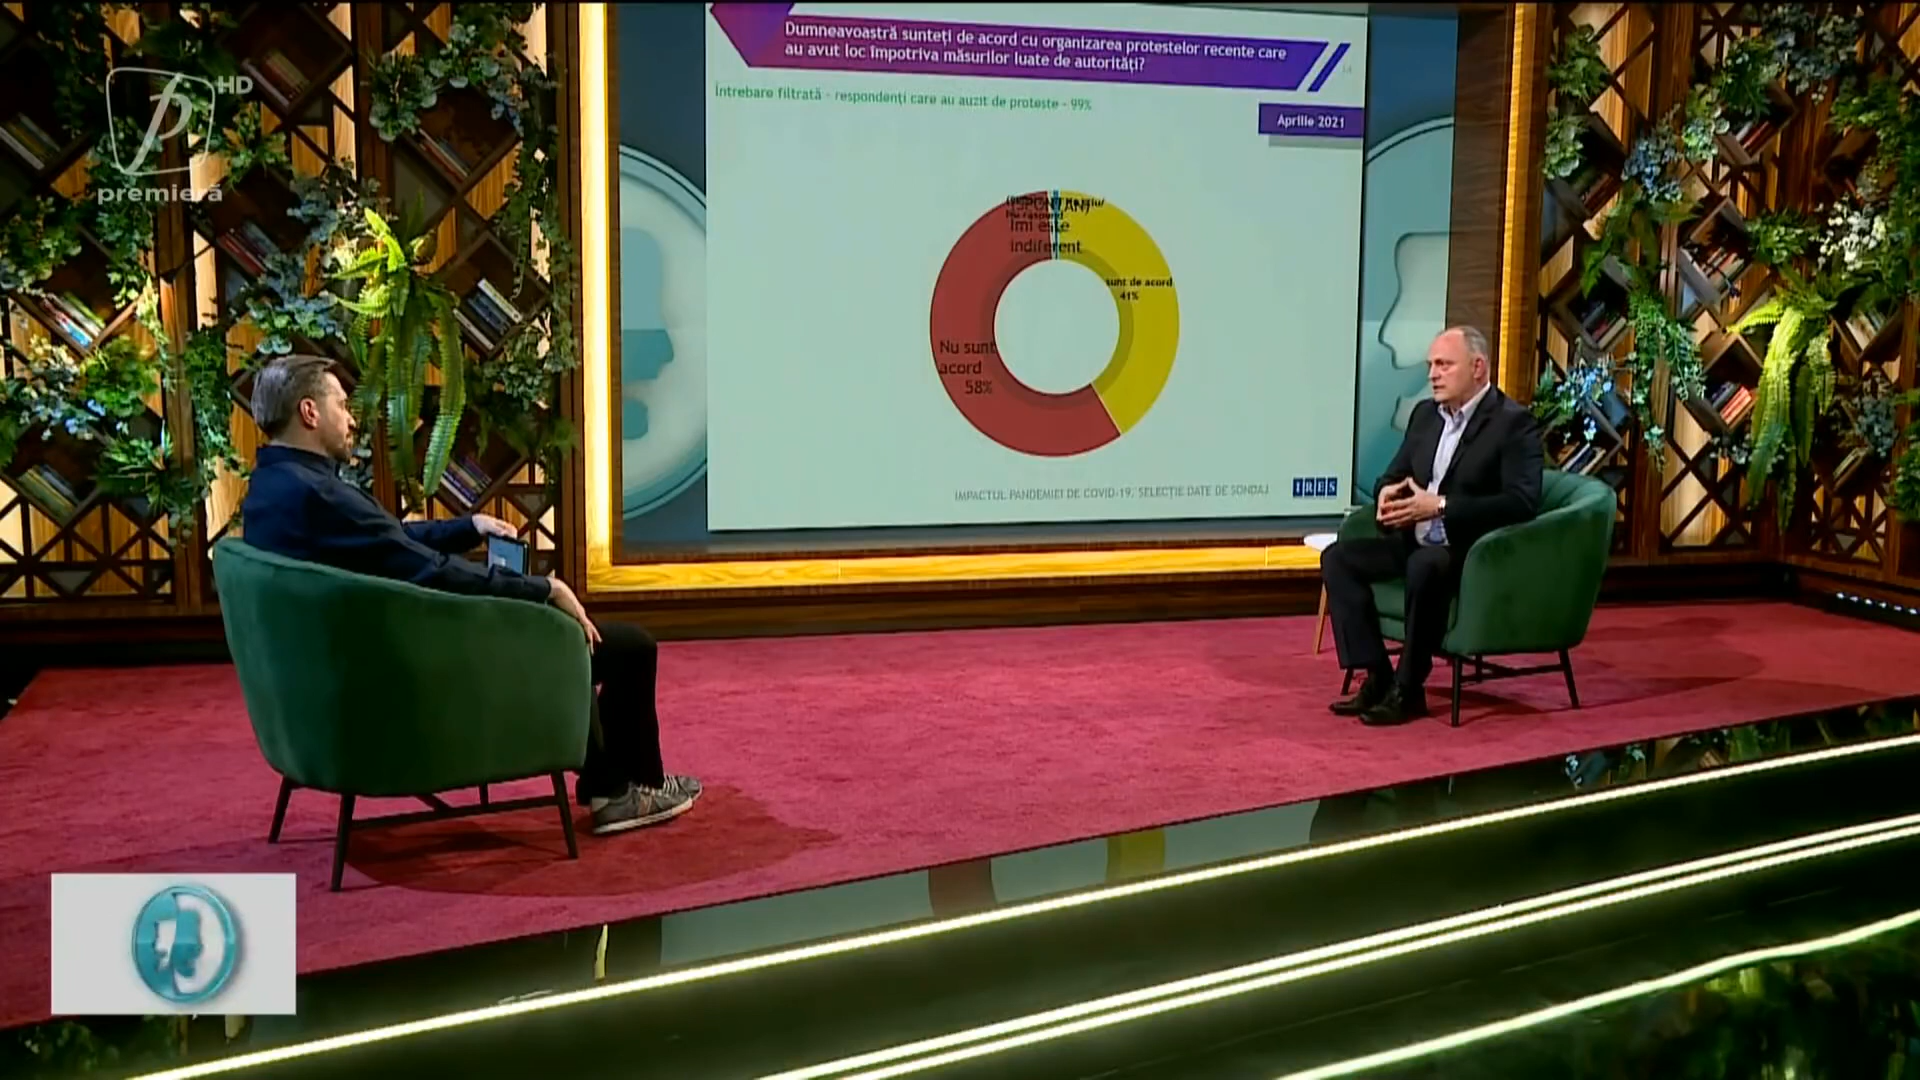 HD
premieră
Dumneavoastră sunteți de acord cu organizarea protestelor recente care
au avut loc împotriva măsurilor luate de autorități?
Întrebare filtrată - respondenți care au auzit de proteste - 99%
Aprilie 2021
(SPONTAN)
Îmi este
indiferent
sunt de acord
41%
Nu sunt
acord
58%
IMPACTUL PANDEMIEI DE COVID-19. SELECȚIE DATE DE SONDAJ
IRES